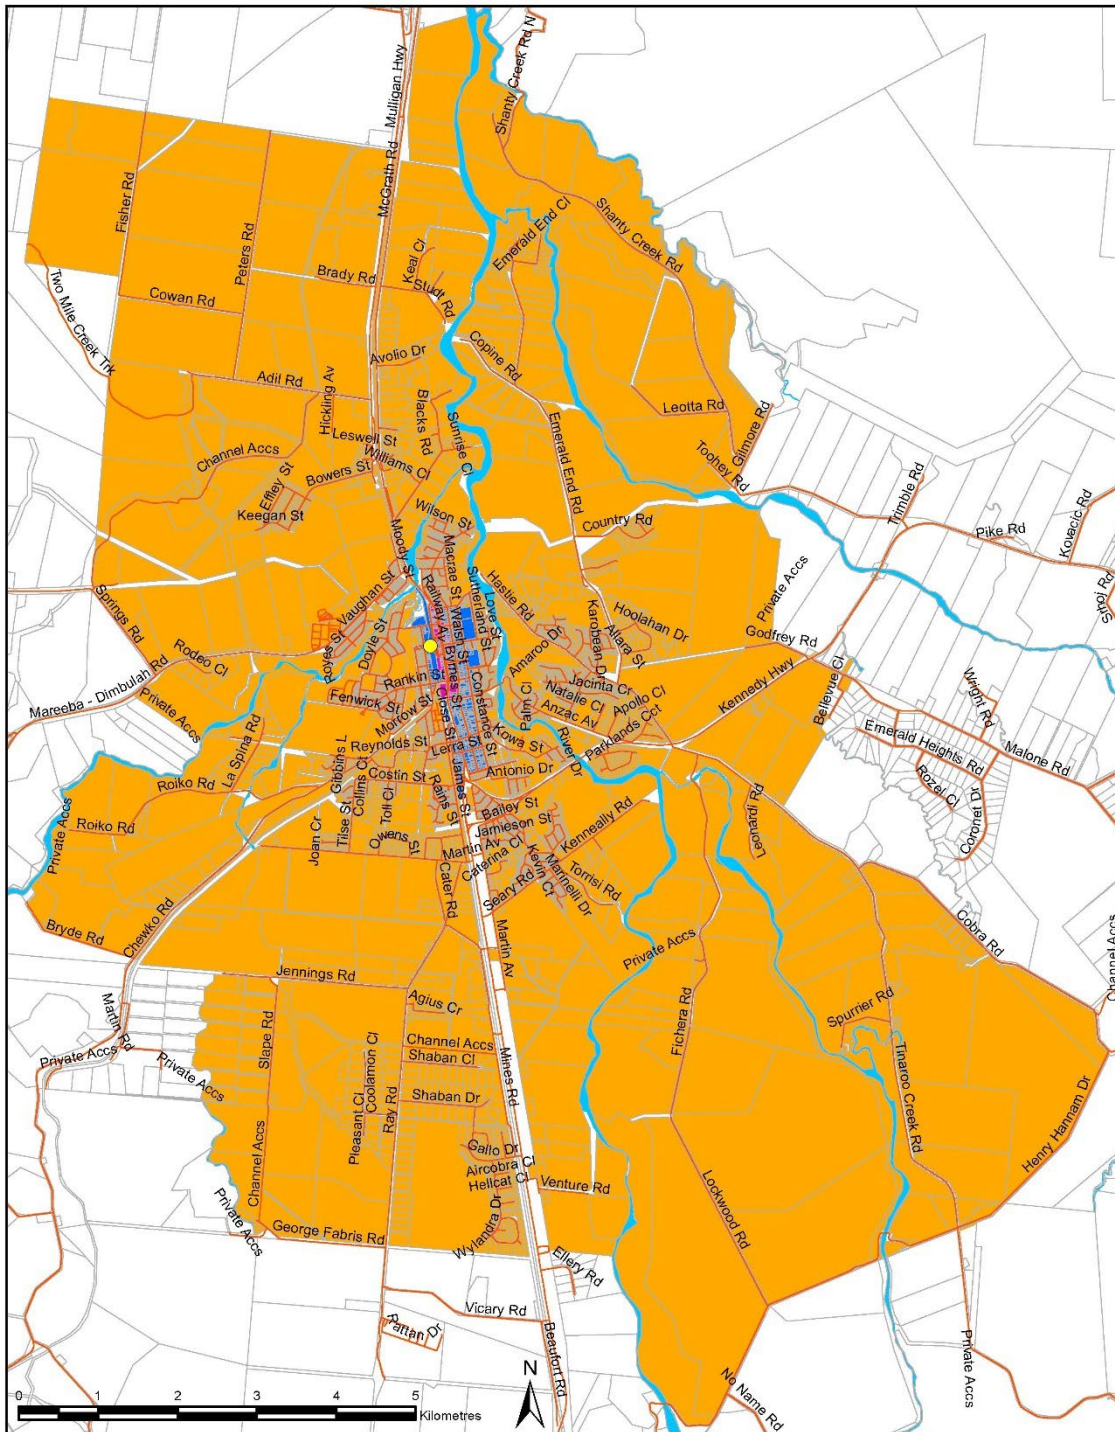 Shanty Creek Rd N
Mulligan Hwy
McGrath Rd
Fisher Rd
Peters Rd
Shanty Creek Rd
Emerald End Cl
Keal Cl
Brady Rd
Studt Rd
Two Mile Creek Trk
Cowan Rd
Copine Rd
Avolio Dr
Adil Rd
Hickling Av
Blacks Rd
Leotta Rd
Gilmore Rd
Sunrise Cl
Emerald End Rd
Leswell St
Channel Accs
Williams Cl
Toohey Rd
Bowers St
Effley St
Trimble Rd
Kovacic Rd
Keegan St
Wilson St
Country Rd
Pike Rd
Moody St
Macrae St
Private Accs
Springs Rd
Vaughan St
Railway Av
Sutherland St
Love St
Hastie Rd
Karobean Dr
Hoolahan Dr
Allara St
Godfrey Rd
Walsh St
Royes St
Doyle St
Amaroo Dr
Rodeo Cl
Byrnes St
Bellevue Cl
Mareeba - Dimbulah Rd
Rankin St
Jacinta Cr
Kennedy Hwy
Wright Rd
Private Accs
Fenwick St
Constance St
Palm Cl
Natalie Cl
Apollo Cl
Anzac Av
Morrow St
Close St
Emerald Heights Rd
Malone Rd
La Spina Rd
Reynolds St
Lerra St
Kowa St
River Dr
Parklands Cct
Gibbins L
Rozel Cl
Roiko Rd
Collins Ct
Costin St
Antonio Dr
Coronet Dr
Tilse St
Toll Cl
Rains St
James St
Bailey St
Leonardi Rd
Roiko Rd
Private Accs
Joan Cr
Owens St
Jamieson St
Kenneally Rd
Martin Av
Caterina Cl
Kevin Ct
Marinelli Dr
Torrisi Rd
Cater Rd
Seary Rd
Cobra Rd
Bryde Rd
Chewko Rd
Martin Av
Private Accs
Channel Accs
Jennings Rd
Agius Cr
Martin Rd
Slape Rd
Spurrier Rd
Fichera Rd
Channel Accs
Private Accs
Coolamon Cl
Shaban Cl
Mines Rd
Tinaroo Creek Rd
Private Accs
Pleasant Cl
Ray Rd
Shaban Dr
Henry Hannam Dr
Gallo Dr
Channel Accs
Aircobra Cl
Hellcat Cl
Venture Rd
Lockwood Rd
Private Accs
George Fabris Rd
Wylandra Dr
Ellery Rd
Vicary Rd
Rattan Dr
Beaufort Rd
Private Accs
No Name Rd
N
0 1 2 3 4 5
Kilometres